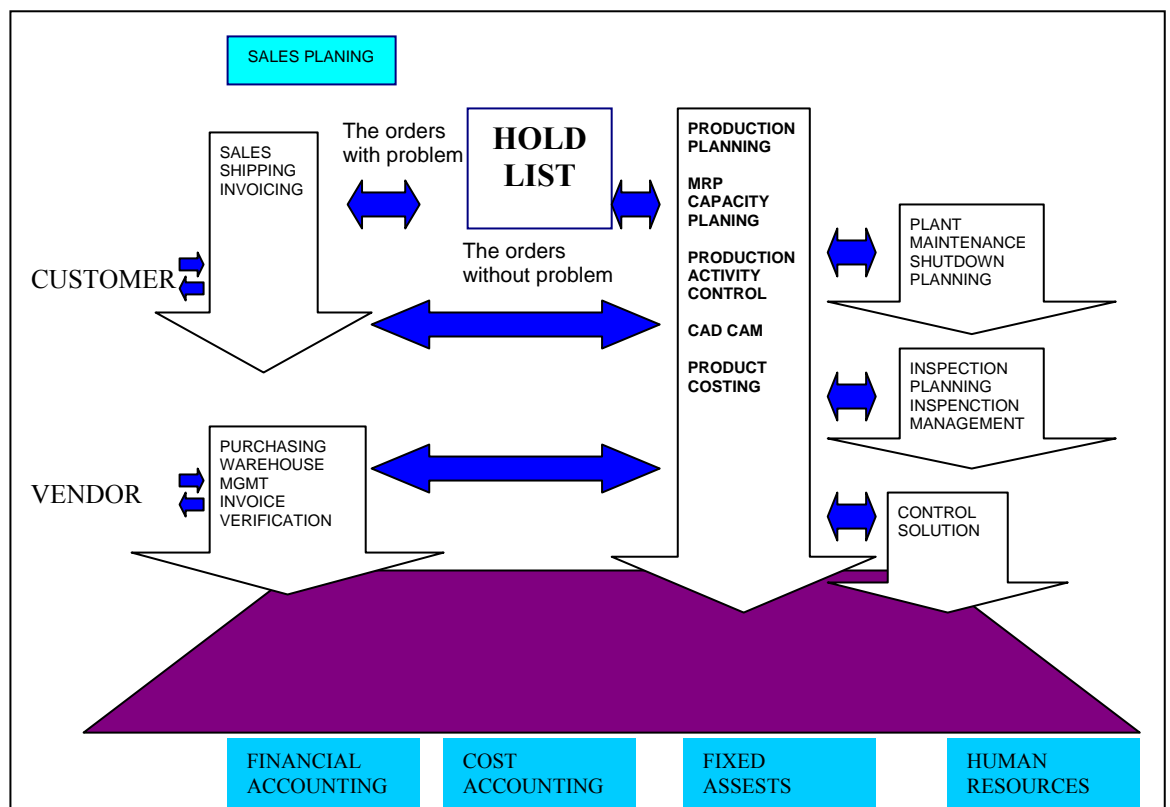 SALES PLANING
The orders
with problem
HOLD
LIST
SALES
SHIPPING
INVOICING
PRODUCTION
PLANNING
MRP
CAPACITY
PLANING
PRODUCTION
ACTIVITY
CONTROL
CAD CAM
PRODUCT
COSTING
PLANT
MAINTENANCE
SHUTDOWN
PLANNING
The orders
without problem
CUSTOMER
INSPECTION
PLANNING
INSPENCTION
MANAGEMENT
PURCHASING
WAREHOUSE
MGMT
INVOICE
VERIFICATION
VENDOR
CONTROL
SOLUTION
FINANCIAL
ACCOUNTING
COST
ACCOUNTING
FIXED
ASSESTS
HUMAN
RESOURCES